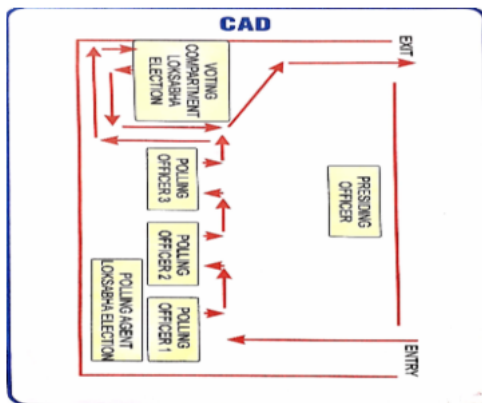 CAD
EXIT
VOTING
COMPARTMENT
LOKSABHA
ELECTION
POLLING
OFFICER 3
PRESIDING
OFFICER
POLLING
OFFICER 2
POLLING AGENT
LOKSABHA ELECTION
POLLING
OFFICER 1
ENTRY